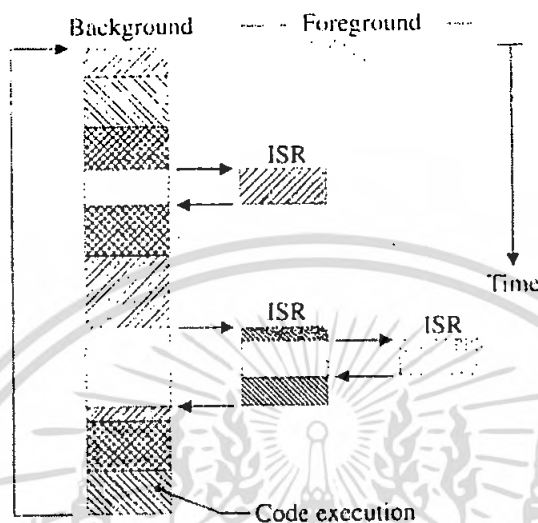 Background
Foreground
ISR
Time
ISR
ISR
Code execution